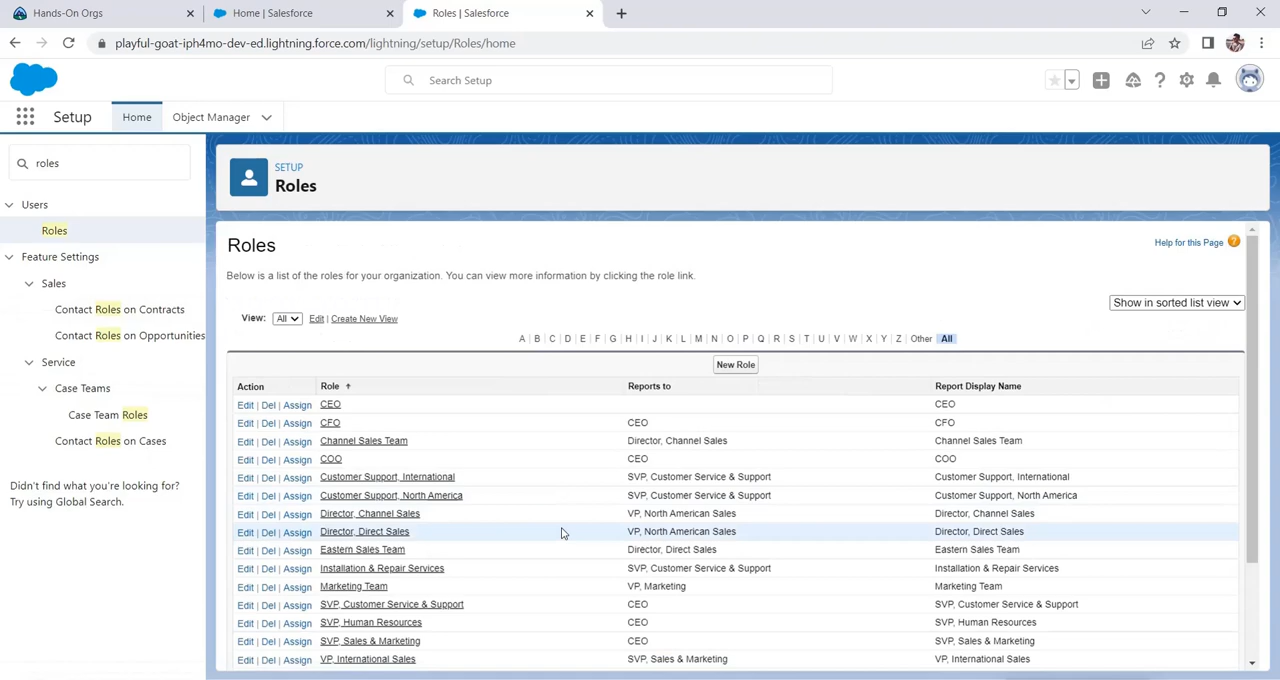 Hands-On Orgs
Home | Salesforce
Roles | Salesforce
playful-goat-iph4mo-dev-ed.lightning.force.com/lightning/setup/Roles/home
Search Setup
Setup
Home
Object Manager
roles
Users
Roles
Feature Settings
Sales
Contact Roles on Contracts
Contact Roles on Opportunities
Service
Case Teams
Case Team Roles
Contact Roles on Cases
Didn't find what you're looking for?
Try using Global Search.
SETUP
Roles
Roles
Help for this Page ?
Below is a list of the roles for your organization. You can view more information by clicking the role link.
Show in sorted list view
View: All Edit | Create New View
A | B | C | D | E | F | G | H | I | J | K | L | M | N | O | P | Q | R | S | T | U | V | W | X | Y | Z | Other All
New Role
Action Role Reports to Report Display Name
Edit | Del | Assign CEO CEO
Edit | Del | Assign CFO CEO CFO
Edit | Del | Assign Channel Sales Team Director, Channel Sales Channel Sales Team
Edit | Del | Assign COO CEO COO
Edit | Del | Assign Customer Support, International SVP, Customer Service & Support Customer Support, International
Edit | Del | Assign Customer Support, North America SVP, Customer Service & Support Customer Support, North America
Edit | Del | Assign Director, Channel Sales VP, North American Sales Director, Channel Sales
Edit | Del | Assign Director, Direct Sales VP, North American Sales Director, Direct Sales
Edit | Del | Assign Eastern Sales Team Director, Direct Sales Eastern Sales Team
Edit | Del | Assign Installation & Repair Services SVP, Customer Service & Support Installation & Repair Services
Edit | Del | Assign Marketing Team VP, Marketing Marketing Team
Edit | Del | Assign SVP, Customer Service & Support CEO SVP, Customer Service & Support
Edit | Del | Assign SVP, Human Resources CEO SVP, Human Resources
Edit | Del | Assign SVP, Sales & Marketing CEO SVP, Sales & Marketing
Edit | Del | Assign VP, International Sales SVP, Sales & Marketing VP, International Sales